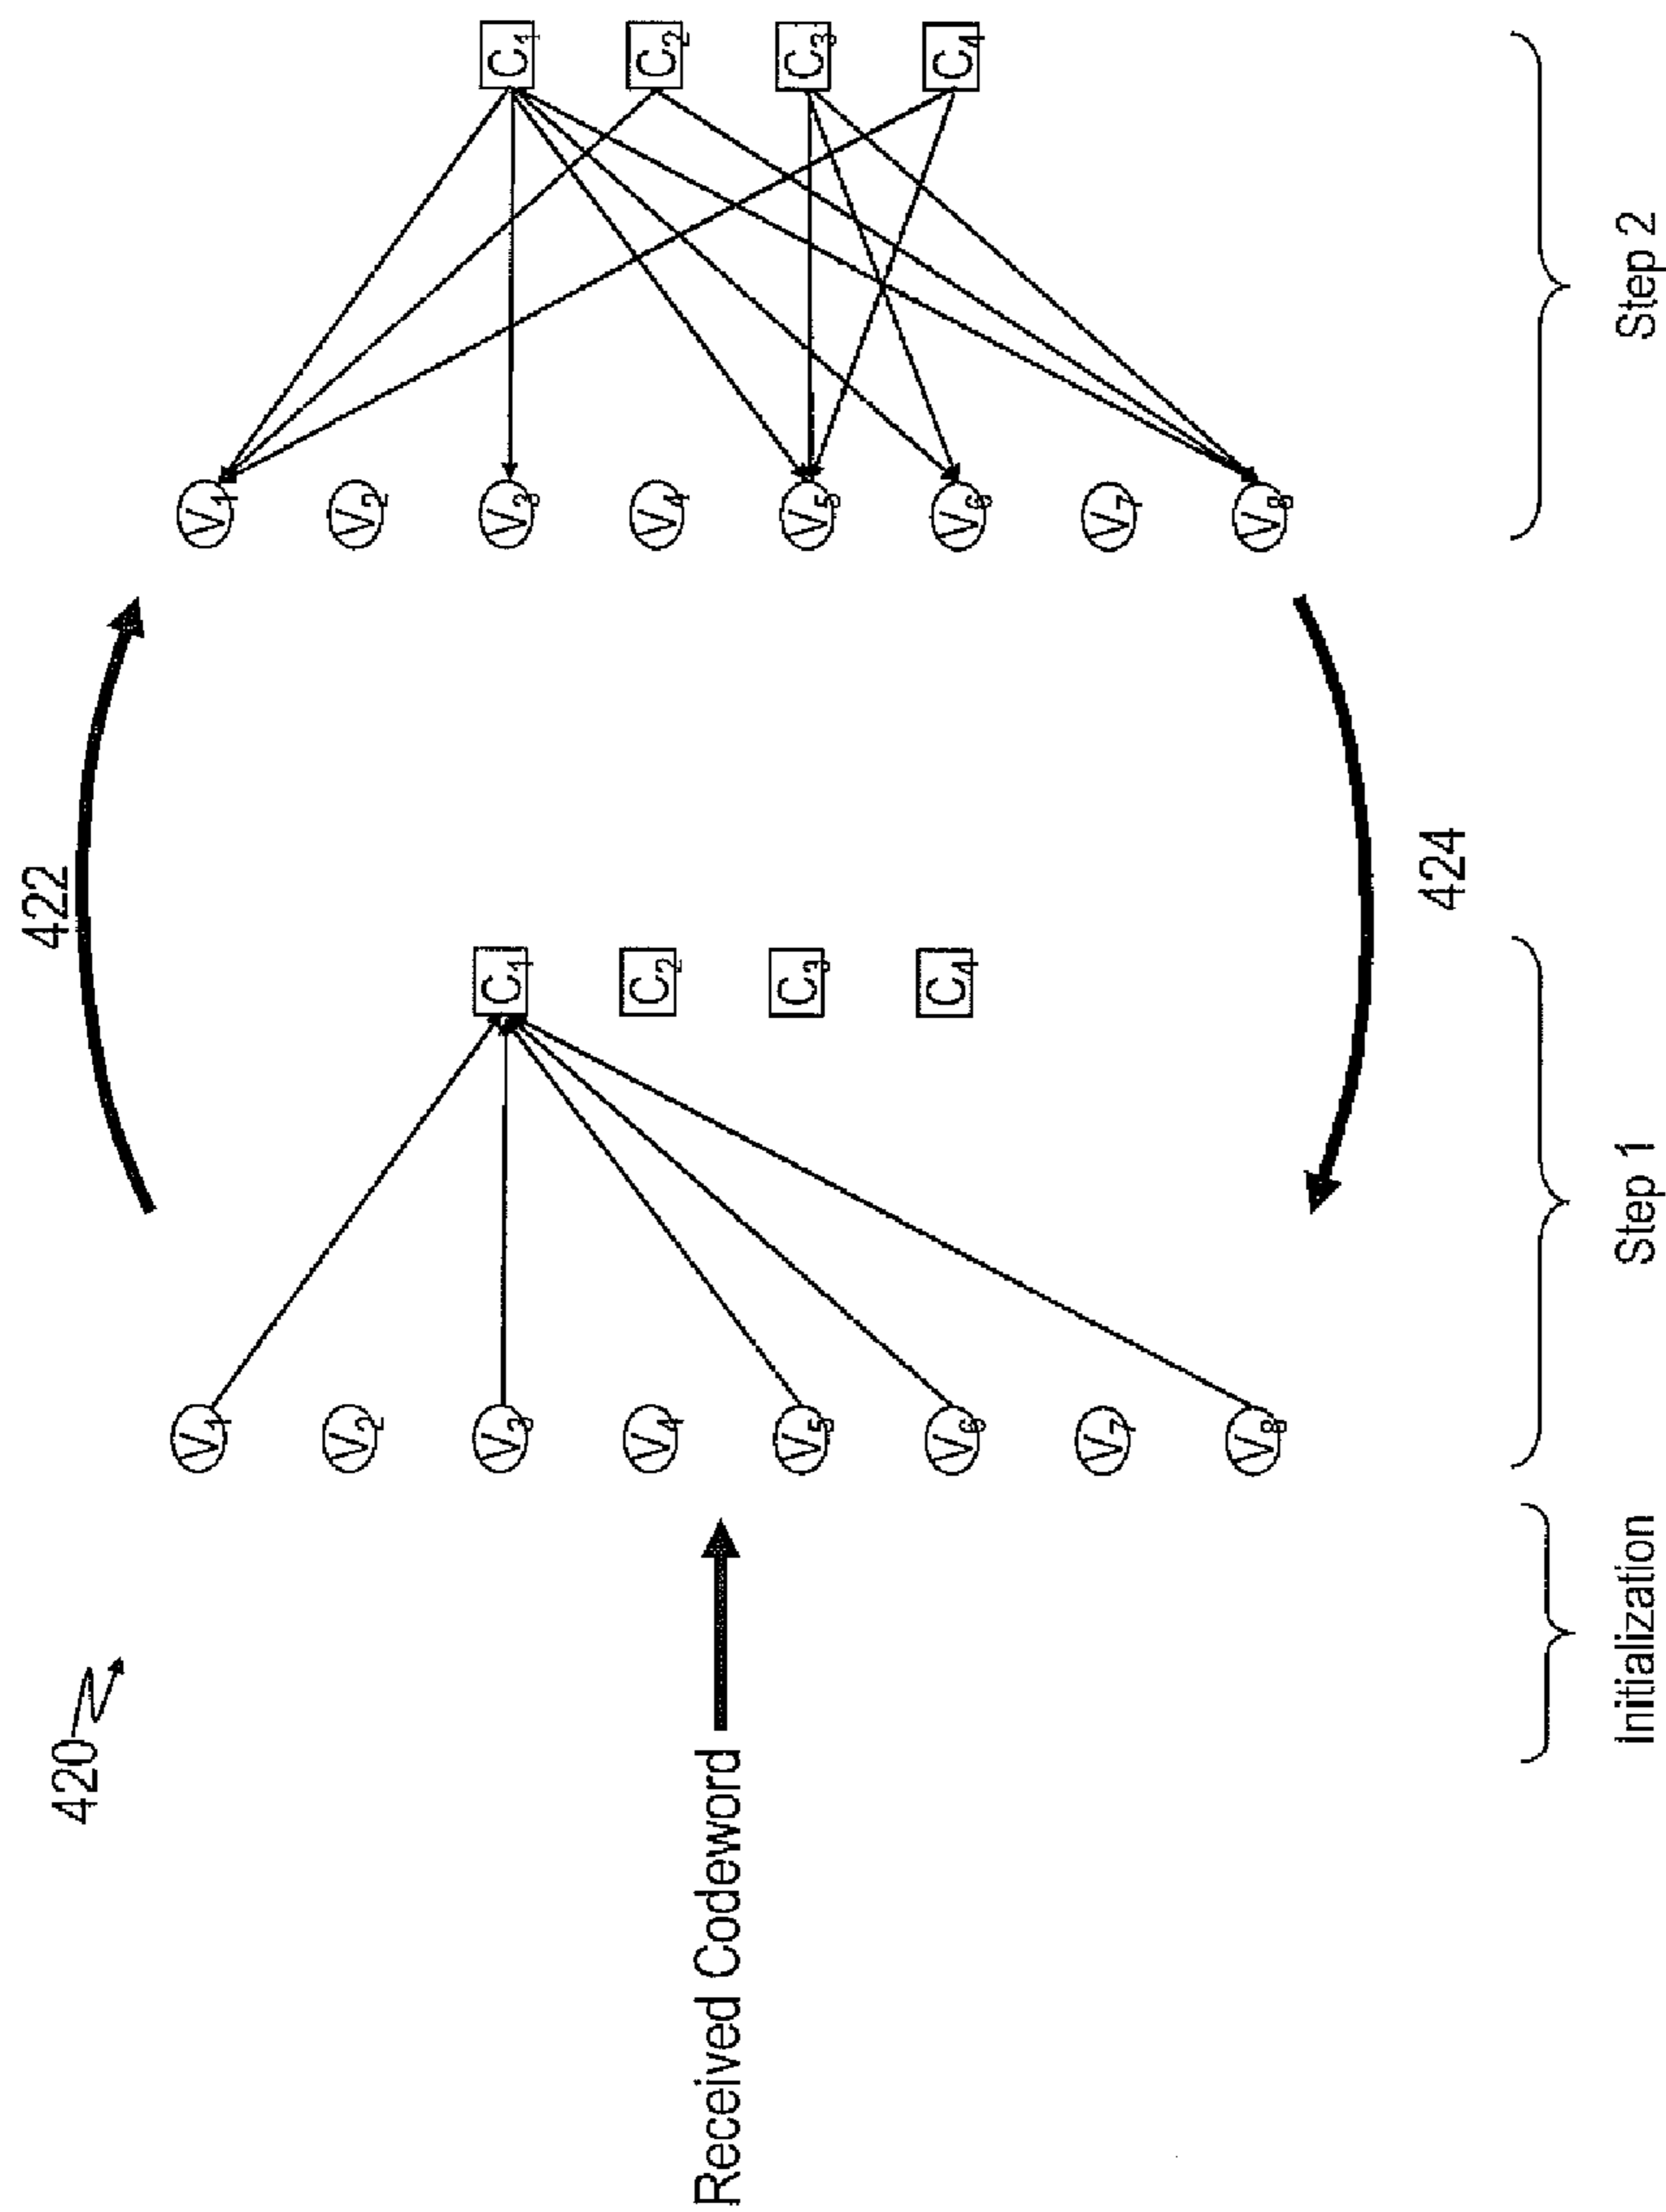 420
422
Received Codeword
V1
V2
V3
V4
V5
V6
V7
V8
C1
C2
C3
C4
V1
V2
V3
V4
V5
V6
V7
V8
C1
C2
C3
C4
424
Initialization
Step 1
Step 2